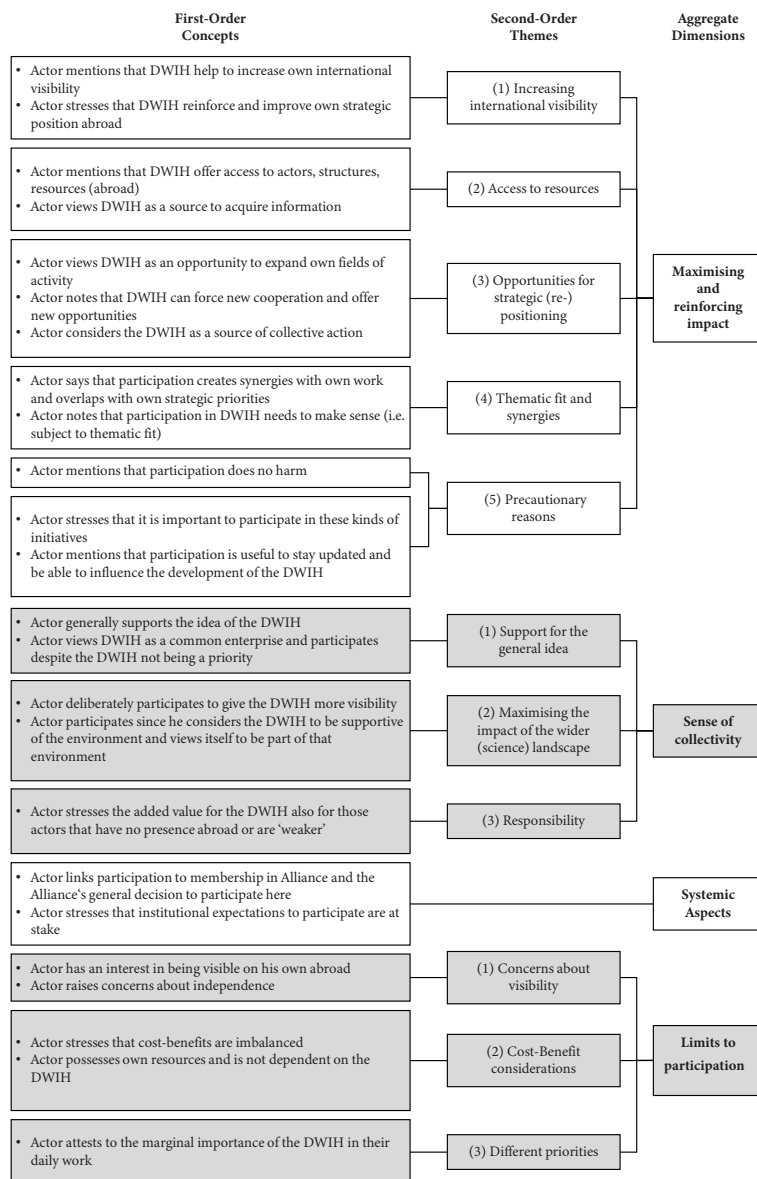 First-Order
Concepts
Second-Order
Themes
Aggregate
Dimensions
• Actor mentions that DWIH help to increase own international
visibility
• Actor stresses that DWIH reinforce and improve own strategic
position abroad
(1) Increasing
international visibility
• Actor mentions that DWIH offer access to actors, structures,
resources (abroad)
• Actor views DWIH as a source to acquire information
(2) Access to resources
• Actor views DWIH as an opportunity to expand own fields of
activity
• Actor notes that DWIH can force new cooperation and offer
new opportunities
• Actor considers the DWIH as a source of collective action
(3) Opportunities for
strategic (re-)
positioning
Maximising
and
reinforcing
impact
• Actor says that participation creates synergies with own work
and overlaps with own strategic priorities
• Actor notes that participation in DWIH needs to make sense (i.e.
subject to thematic fit)
(4) Thematic fit and
synergies
• Actor mentions that participation does no harm
• Actor stresses that it is important to participate in these kinds of
initiatives
• Actor mentions that participation is useful to stay updated and
be able to influence the development of the DWIH
(5) Precautionary
reasons
• Actor generally supports the idea of the DWIH
• Actor views DWIH as a common enterprise and participates
despite the DWIH not being a priority
(1) Support for the
general idea
• Actor deliberately participates to give the DWIH more visibility
• Actor participates since he considers the DWIH to be supportive
of the environment and views itself to be part of that
environment
(2) Maximising the
impact of the wider
(science) landscape
Sense of
collectivity
• Actor stresses the added value for the DWIH also for those
actors that have no presence abroad or are ‘weaker’
(3) Responsibility
• Actor links participation to membership in Alliance and the
Alliance‘s general decision to participate here
• Actor stresses that institutional expectations to participate are at
stake
Systemic
Aspects
• Actor has an interest in being visible on his own abroad
• Actor raises concerns about independence
(1) Concerns about
visibility
• Actor stresses that cost-benefits are imbalanced
• Actor possesses own resources and is not dependent on the
DWIH
(2) Cost-Benefit
considerations
Limits to
participation
• Actor attests to the marginal importance of the DWIH in their
daily work
(3) Different priorities